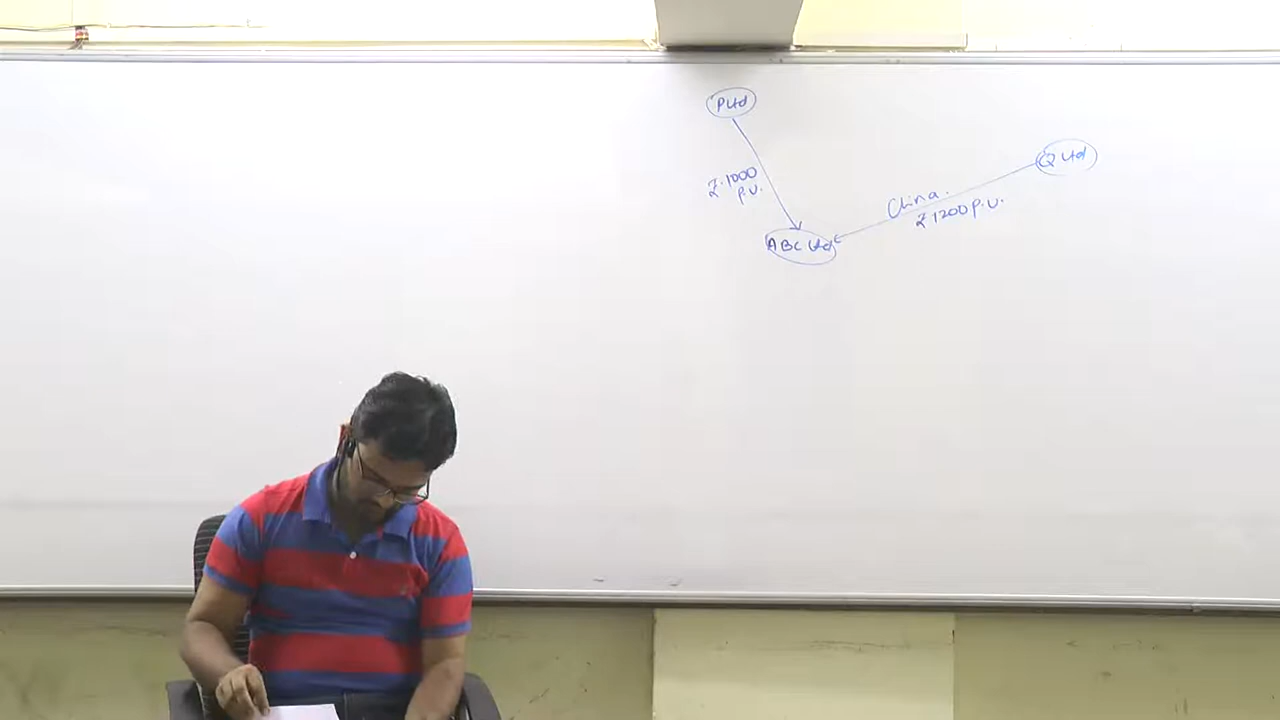 P Ltd
Q Ltd
₹.1000
P.U.
China.
₹1200 P.U.
ABC Ltd